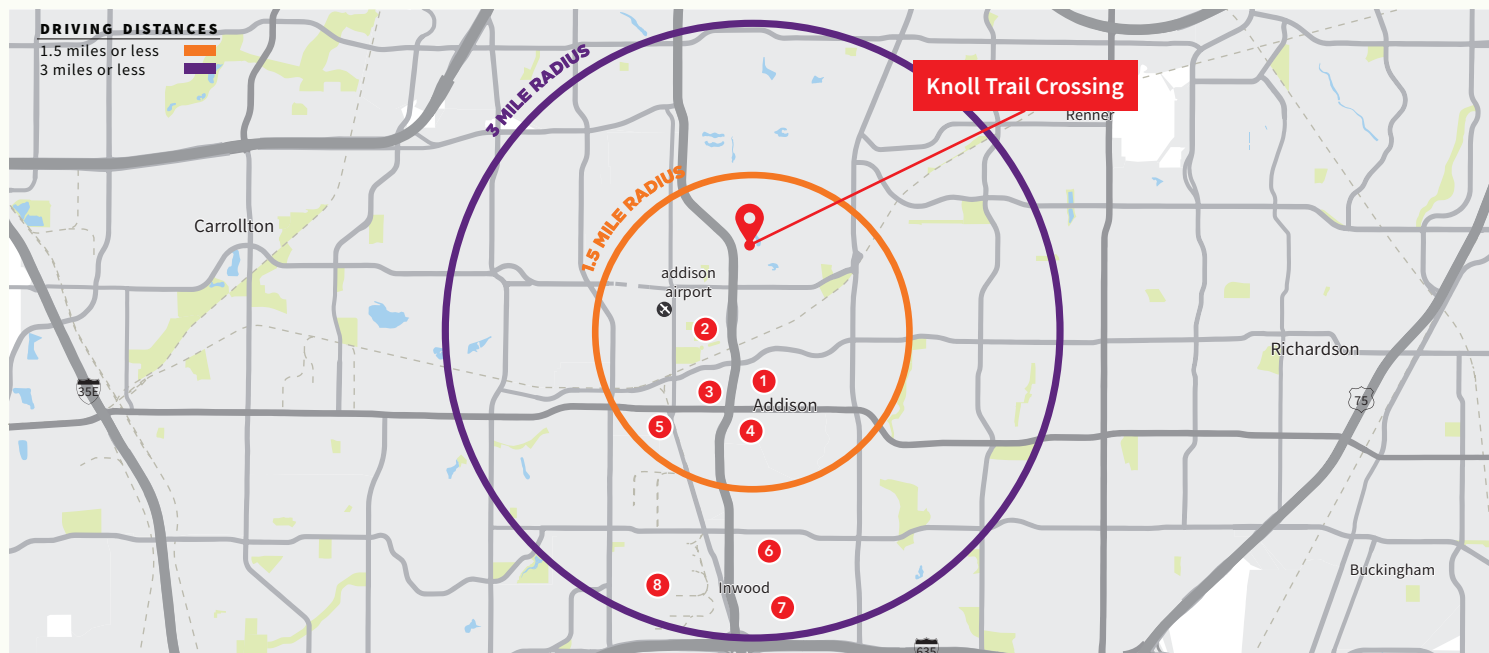 DRIVING DISTANCES
1.5 miles or less
3 miles or less
3 MILE RADIUS
Knoll Trail Crossing
Renner
1.5 MILE RADIUS
Carrollton
addison
airport
2
Richardson
1
3
35E
75
Addison
5
4
6
8
Inwood
Buckingham
7
635